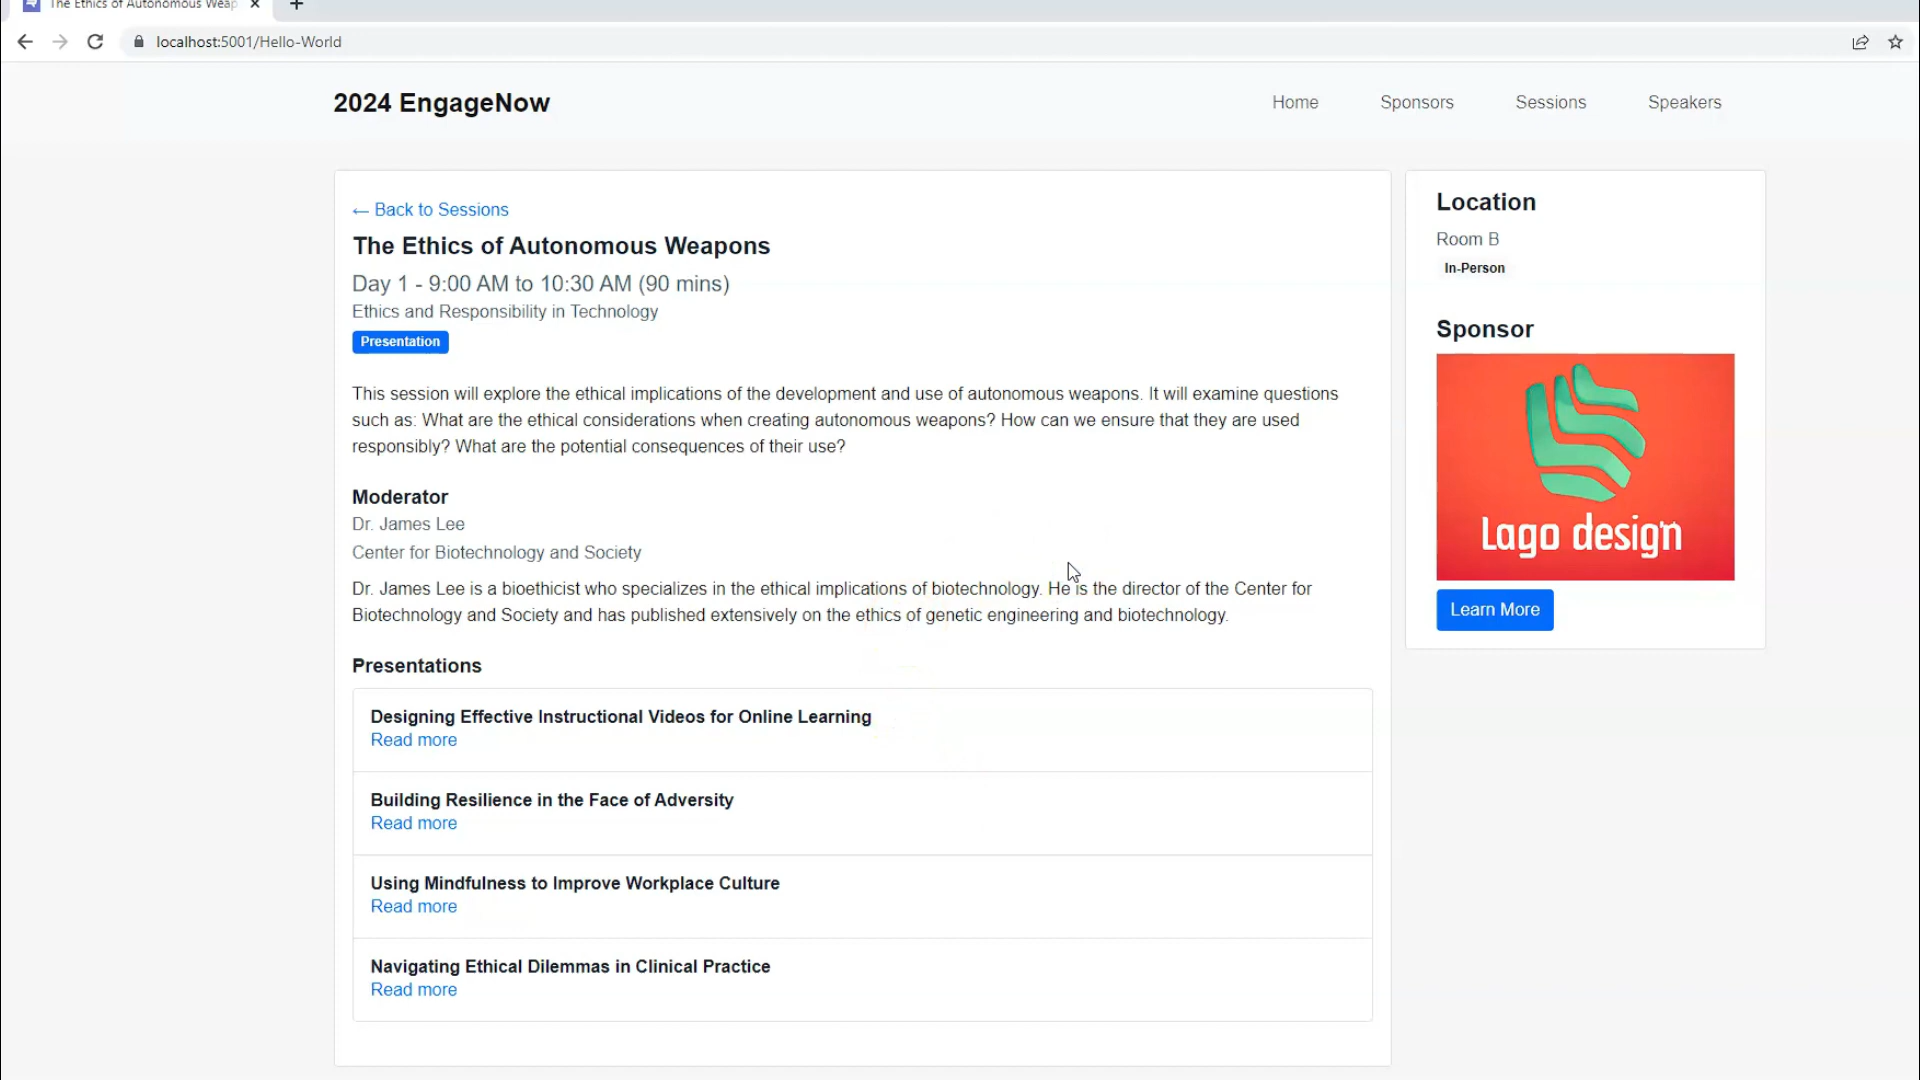 The Ethics of Autonomous Weap
localhost:5001/Hello-World
2024 EngageNow
Home
Sponsors
Sessions
Speakers
← Back to Sessions
The Ethics of Autonomous Weapons
Day 1 - 9:00 AM to 10:30 AM (90 mins)
Ethics and Responsibility in Technology
Presentation
This session will explore the ethical implications of the development and use of autonomous weapons. It will examine questions
such as: What are the ethical considerations when creating autonomous weapons? How can we ensure that they are used
responsibly? What are the potential consequences of their use?
Moderator
Dr. James Lee
Center for Biotechnology and Society
Dr. James Lee is a bioethicist who specializes in the ethical implications of biotechnology. He is the director of the Center for
Biotechnology and Society and has published extensively on the ethics of genetic engineering and biotechnology.
Presentations
Designing Effective Instructional Videos for Online Learning
Read more
Building Resilience in the Face of Adversity
Read more
Using Mindfulness to Improve Workplace Culture
Read more
Navigating Ethical Dilemmas in Clinical Practice
Read more
Location
Room B
In-Person
Sponsor
Lago design
Learn More